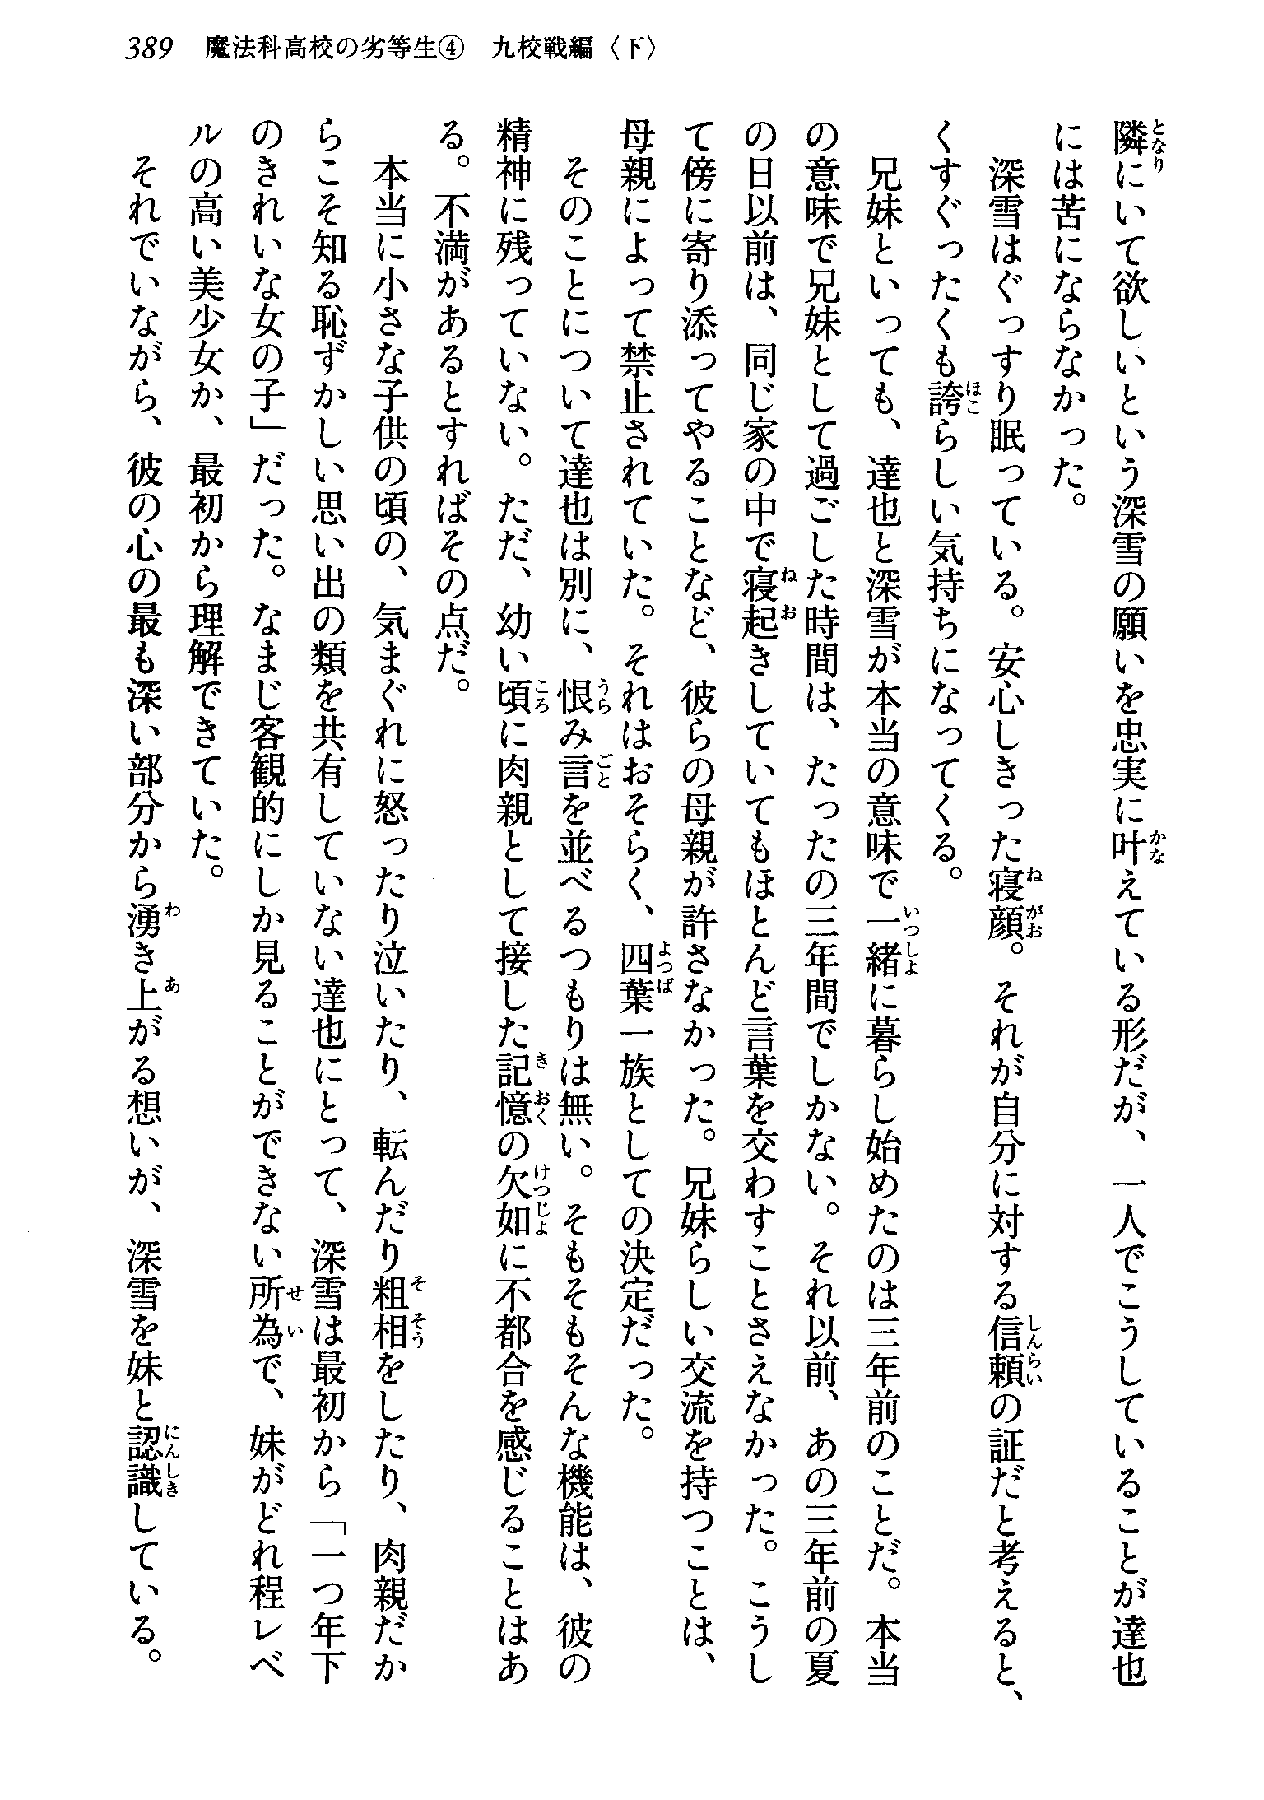 389 魔法科高校の劣等生④ 九校戦編〈下〉
隣にいて欲しいという深雪の願いを忠実に叶えている形だが、一人でこうしていることが達也
には苦にならなかった。
深雪はぐっすり眠っている。安心しきった寝顔。それが自分に対する信頼の証だと考えると、
くすぐったくも誇らしい気持ちになってくる。
兄妹といっても、達也と深雪が本当の意味で一緒に暮らし始めたのは三年前のことだ。本当
の意味で兄妹として過ごした時間は、たったの三年間でしかない。それ以前、あの三年前の夏
の日以前は、同じ家の中で寝起きしていてもほとんど言葉を交わすことさえなかった。こうし
て傍に寄り添ってやることなど、彼らの母親が許さなかった。兄妹らしい交流を持つことは、
母親によって禁止されていた。それはおそらく、四葉一族としての決定だった。
そのことについて達也は別に、恨み言を並べるつもりは無い。そもそもそんな機能は、彼の
精神に残っていない。ただ、幼い頃に肉親として接した記憶の欠如に不都合を感じることはあ
る。不満があるとすればその点だ。
本当に小さな子供の頃の、気まぐれに怒ったり泣いたり、転んだり粗相をしたり、肉親だか
らこそ知る恥ずかしい思い出の類を共有していない達也にとって、深雪は最初から「一つ年下
のきれいな女の子」だった。なまじ客観的にしか見ることができない所為で、妹がどれ程レベ
ルの高い美少女か、最初から理解できていた。
それでいながら、彼の心の最も深い部分から湧き上がる想いが、深雪を妹と認識している。